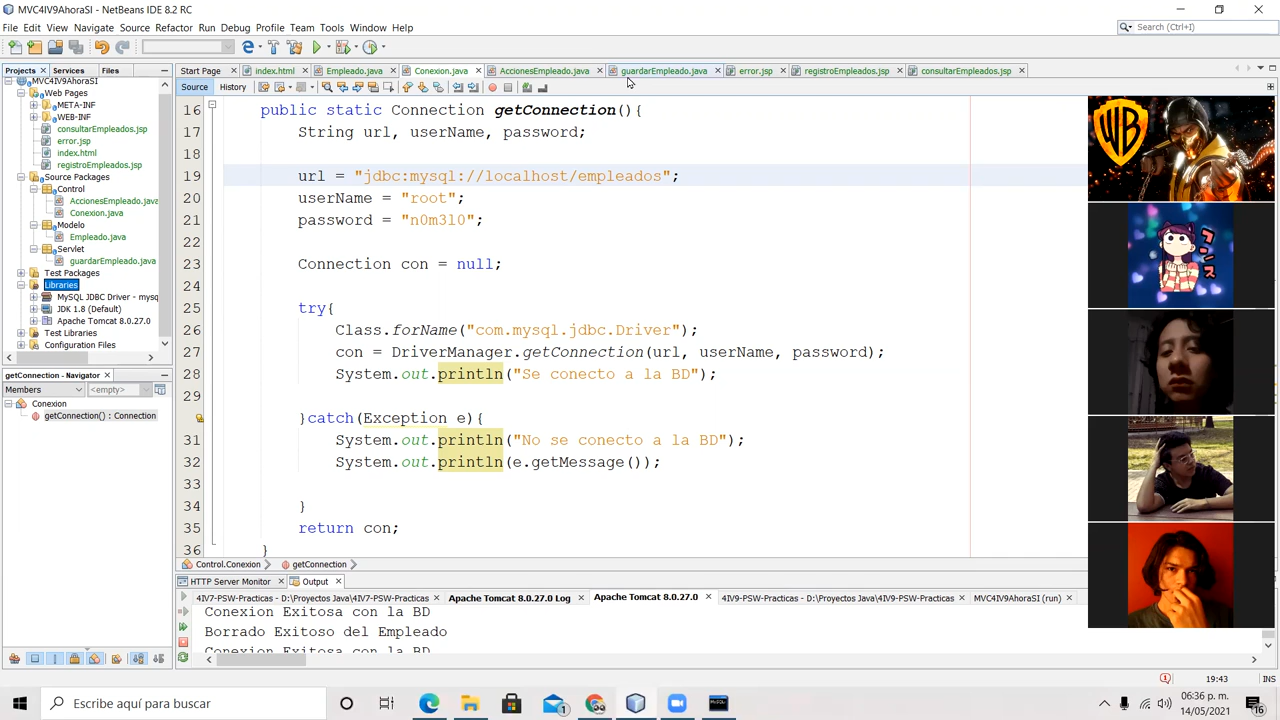 MVC4IV9AhoraSI - NetBeans IDE 8.2 RC
File Edit View Navigate Source Refactor Run Debug Profile Team Tools Window Help
Search (Ctrl+I)
Projects Services Files
Start Page index.html Empleado.java Conexion.java AccionesEmpleado.java guardarEmpleado.java error.jsp registroEmpleados.jsp consultarEmpleados.jsp
Source History
MVC4IV9AhoraSI
Web Pages
META-INF
WEB-INF
consultarEmpleados.jsp
error.jsp
index.html
registroEmpleados.jsp
Source Packages
Control
AccionesEmpleado.java
Conexion.java
Modelo
Empleado.java
Servlet
guardarEmpleado.java
Test Packages
Libraries
MySQL JDBC Driver - mysq
JDK 1.8 (Default)
Apache Tomcat 8.0.27.0
Test Libraries
Configuration Files
getConnection - Navigator
Members <empty>
Conexion
getConnection() : Connection
16 public static Connection getConnection(){
17 String url, userName, password;
18
19 url = "jdbc:mysql://localhost/empleados";
20 userName = "root";
21 password = "n0m3l0";
22
23 Connection con = null;
24
25 try{
26 Class.forName("com.mysql.jdbc.Driver");
27 con = DriverManager.getConnection(url, userName, password);
28 System.out.println("Se conecto a la BD");
29
}catch(Exception e){
31 System.out.println("No se conecto a la BD");
32 System.out.println(e.getMessage());
33
34 }
35 return con;
36 }
Control.Conexion getConnection
HTTP Server Monitor Output
4IV7-PSW-Practicas - D:\Proyectos Java\4IV7-PSW-Practicas Apache Tomcat 8.0.27.0 Log Apache Tomcat 8.0.27.0 4IV9-PSW-Practicas - D:\Proyectos Java\4IV9-PSW-Practicas MVC4IV9AhoraSI (run)
Conexion Exitosa con la BD
Borrado Exitoso del Empleado
Conexion Exitosa con la BD
19:43 INS
WB
クンス
Escribe aquí para buscar
06:36 p. m.
14/05/2021
16